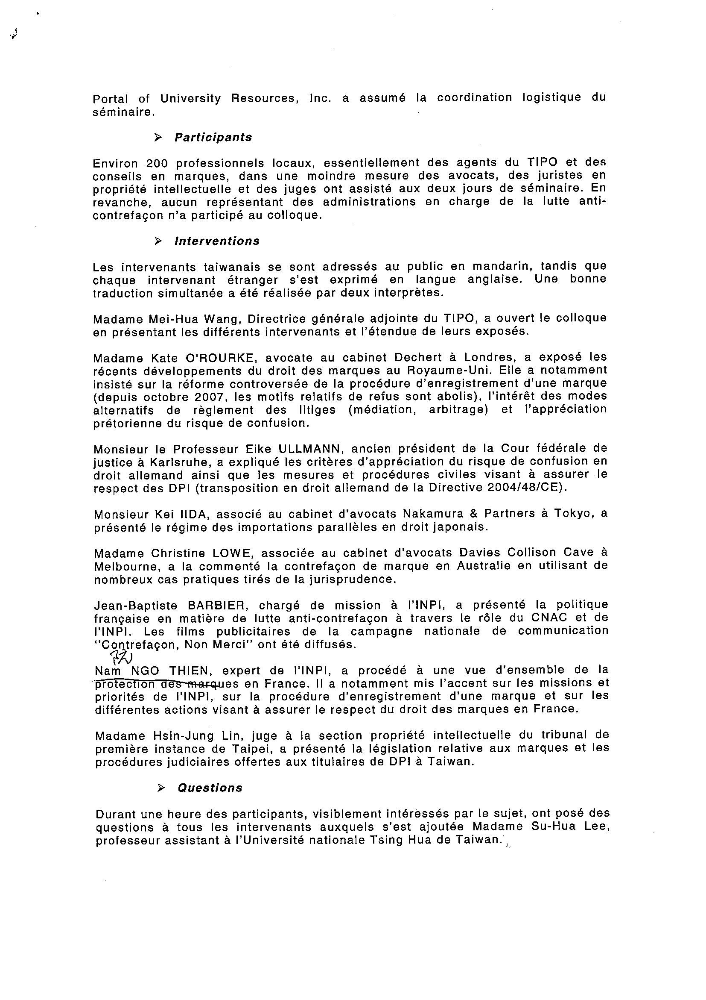 Portal of University Resources, Inc. a assumé la coordination logistique du
séminaire.
➢ Participants
Environ 200 professionnels locaux, essentiellement des agents du TIPO et des
conseils en marques, dans une moindre mesure des avocats, des juristes en
propriété intellectuelle et des juges ont assisté aux deux jours de séminaire. En
revanche, aucun représentant des administrations en charge de la lutte anti-
contrefaçon n'a participé au colloque.
➢ Interventions
Les intervenants taiwanais se sont adressés au public en mandarin, tandis que
chaque intervenant étranger s'est exprimé en langue anglaise. Une bonne
traduction simultanée a été réalisée par deux interprètes.
Madame Mei-Hua Wang, Directrice générale adjointe du TIPO, a ouvert le colloque
en présentant les différents intervenants et l'étendue de leurs exposés.
Madame Kate O'ROURKE, avocate au cabinet Dechert à Londres, a exposé les
récents développements du droit des marques au Royaume-Uni. Elle a notamment
insisté sur la réforme controversée de la procédure d'enregistrement d'une marque
(depuis octobre 2007, les motifs relatifs de refus sont abolis), l'intérêt des modes
alternatifs de règlement des litiges (médiation, arbitrage) et l'appréciation
prétorienne du risque de confusion.
Monsieur le Professeur Eike ULLMANN, ancien président de la Cour fédérale de
justice à Karlsruhe, a expliqué les critères d'appréciation du risque de confusion en
droit allemand ainsi que les mesures et procédures civiles visant à assurer le
respect des DPI (transposition en droit allemand de la Directive 2004/48/CE).
Monsieur Kei IIDA, associé au cabinet d'avocats Nakamura & Partners à Tokyo, a
présenté le régime des importations parallèles en droit japonais.
Madame Christine LOWE, associée au cabinet d'avocats Davies Collison Cave à
Melbourne, a la commenté la contrefaçon de marque en Australie en utilisant de
nombreux cas pratiques tirés de la jurisprudence.
Jean-Baptiste BARBIER, chargé de mission à l'INPI, a présenté la politique
française en matière de lutte anti-contrefaçon à travers le rôle du CNAC et de
l'INPI. Les films publicitaires de la campagne nationale de communication
‘'Contrefaçon, Non Merci’' ont été diffusés.
Nam NGO THIEN, expert de l'INPI, a procédé à une vue d'ensemble de la
protection des marques en France. Il a notamment mis l'accent sur les missions et
priorités de l'INPI, sur la procédure d'enregistrement d'une marque et sur les
différentes actions visant à assurer le respect du droit des marques en France.
Madame Hsin-Jung Lin, juge à la section propriété intellectuelle du tribunal de
première instance de Taipei, a présenté la législation relative aux marques et les
procédures judiciaires offertes aux titulaires de DPI à Taiwan.
➢ Questions
Durant une heure des participants, visiblement intéressés par le sujet, ont posé des
questions à tous les intervenants auxquels s'est ajoutée Madame Su-Hua Lee,
professeur assistant à l'Université nationale Tsing Hua de Taiwan.